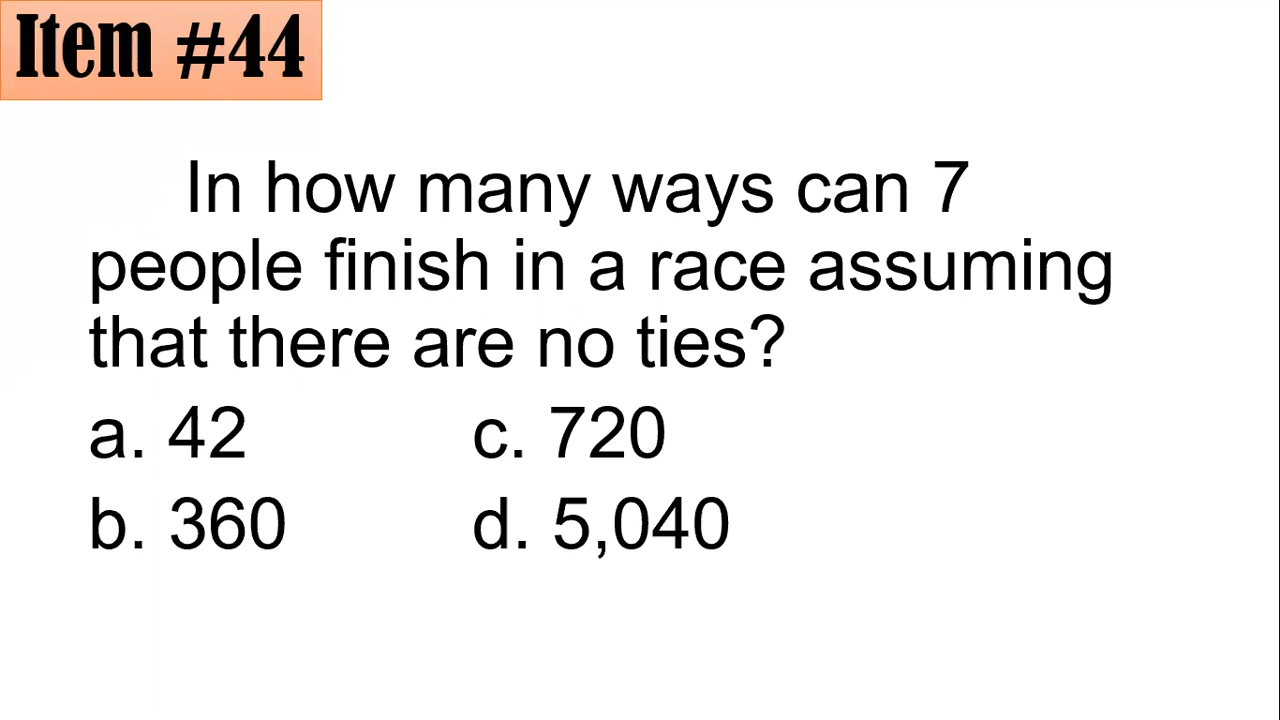 Item #44
In how many ways can 7
people finish in a race assuming
that there are no ties?
a. 42 c. 720
b. 360 d. 5,040